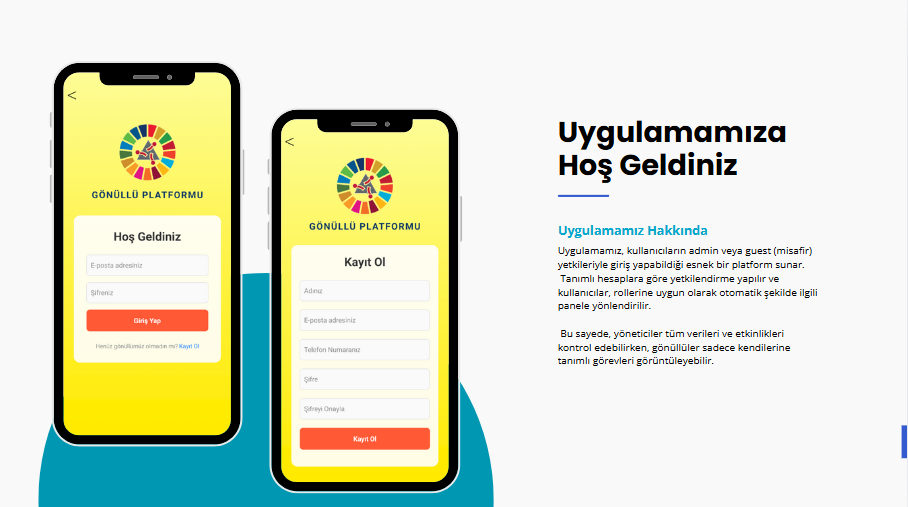 <
GÖNÜLLÜ PLATFORMU
Hoş Geldiniz
E-posta adresiniz
Şifreniz
Giriş Yap
Henüz gönüllümüz olmadın mı? Kayıt Ol
<
GÖNÜLLÜ PLATFORMU
Kayıt Ol
Adınız
E-posta adresiniz
Telefon Numaranız
Şifre
Şifreyi Onayla
Kayıt Ol
Uygulamamıza
Hoş Geldiniz
Uygulamamız Hakkında
Uygulamamız, kullanıcıların admin veya guest (misafir)
yetkileriyle giriş yapabildiği esnek bir platform sunar.
Tanımlı hesaplara göre yetkilendirme yapılır ve
kullanıcılar, rollerine uygun olarak otomatik şekilde ilgili
panele yönlendirilir.
Bu sayede, yöneticiler tüm verileri ve etkinlikleri
kontrol edebilirken, gönüllüler sadece kendilerine
tanımlı görevleri görüntüleyebilir.